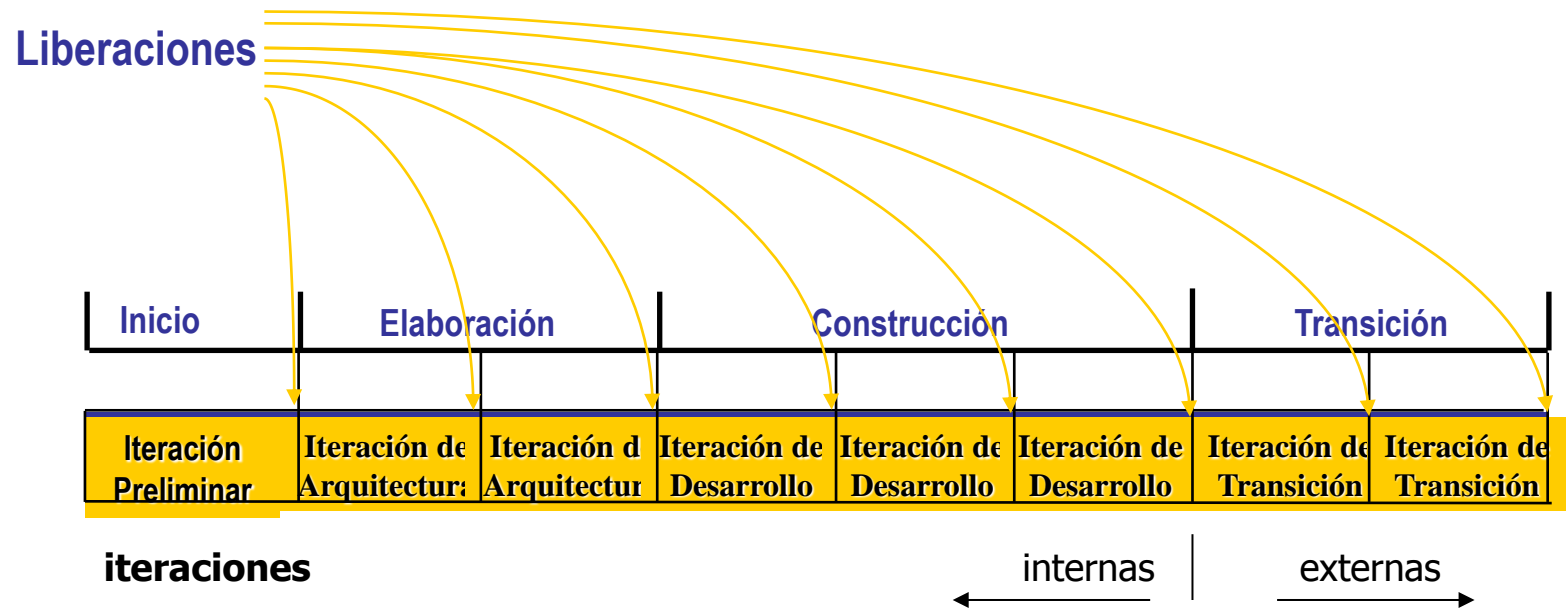 Liberaciones
Inicio
Elaboración
Construcción
Transición
Iteración
Preliminar
Iteración de
Arquitectura
Iteración d
Arquitectur
Iteración de
Desarrollo
Iteración de
Desarrollo
Iteración de
Desarrollo
Iteración de
Transición
Iteración de
Transición
iteraciones
internas
externas